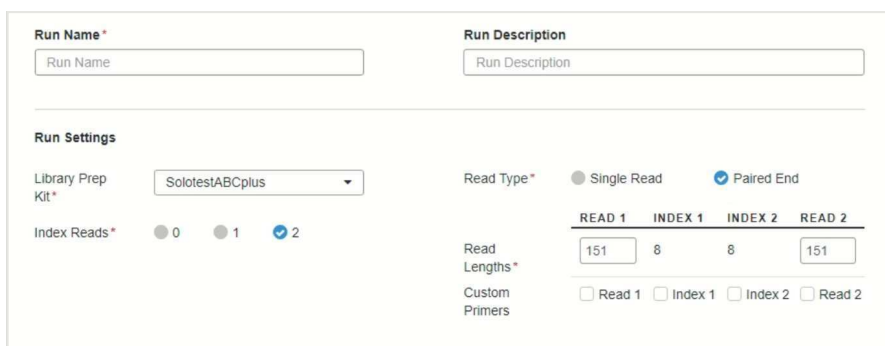 Run Name*
Run Name
Run Description
Run Description
Run Settings
Library Prep
Kit*
SolotestABCplus
Index Reads*
0
1
2
Read Type*
Single Read
Paired End
READ 1 INDEX 1 INDEX 2 READ 2
Read
Lengths*
151 8 8 151
Custom
Primers
Read 1 Index 1 Index 2 Read 2